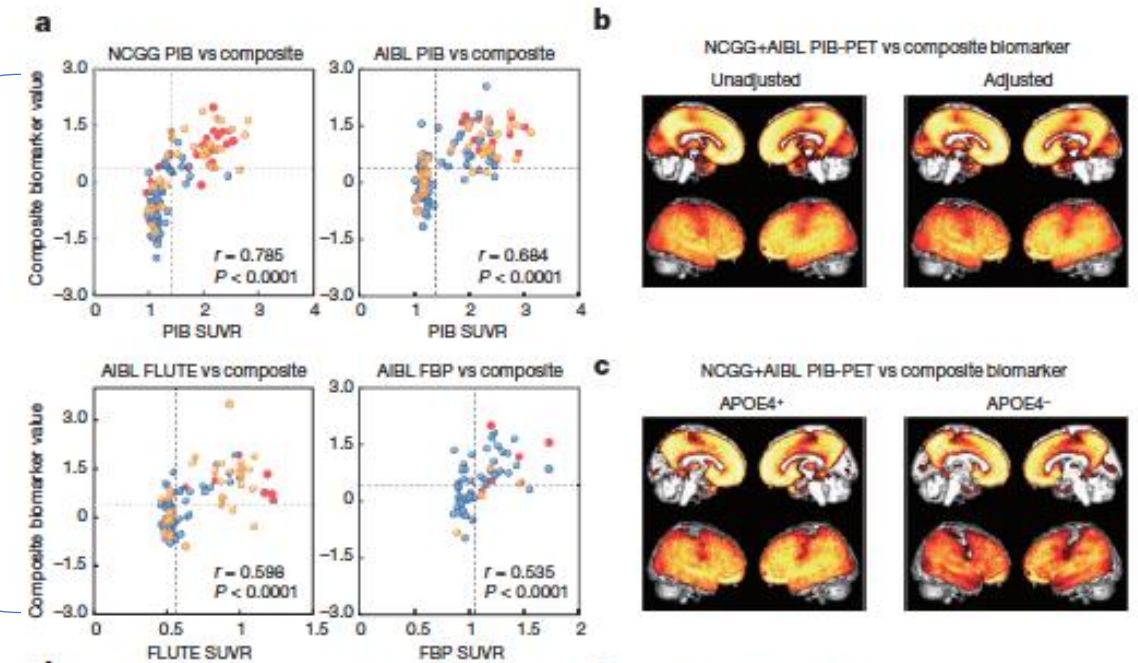 a
NCGG PIB vs composite
Composite biomarker value
3.0
1.5
0
−1.5
−3.0
r = 0.785
P < 0.0001
0 1 2 3 4
PIB SUVR
AIBL PIB vs composite
3.0
1.5
0
−1.5
−3.0
r = 0.684
P < 0.0001
0 1 2 3 4
PIB SUVR
AIBL FLUTE vs composite
Composite biomarker value
3.0
1.5
0
−1.5
−3.0
r = 0.598
P < 0.0001
0 0.5 1 1.5
FLUTE SUVR
AIBL FBP vs composite
3.0
1.5
0
−1.5
−3.0
r = 0.535
P < 0.0001
0 0.5 1 1.5 2
FBP SUVR
b
NCGG+AIBL PIB-PET vs composite biomarker
Unadjusted Adjusted
c
NCGG+AIBL PIB-PET vs composite biomarker
APOE4+ APOE4−